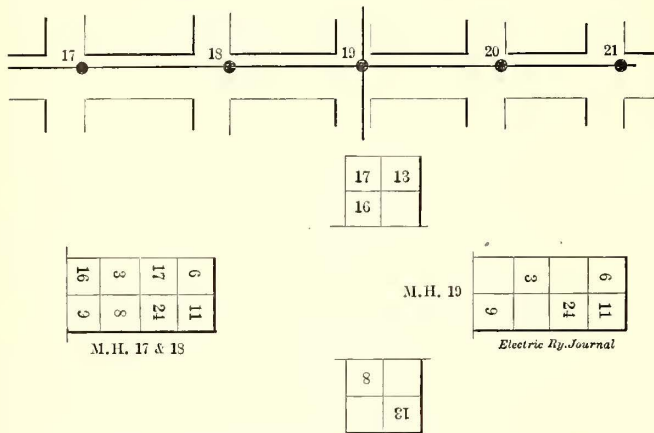 17 18 19 20 21
17 13
16
16 3 17 6
9 8 24 11
M.H. 17 & 18
M.H. 19
3 6
9 24 11
Electric Ry. Journal
8
13